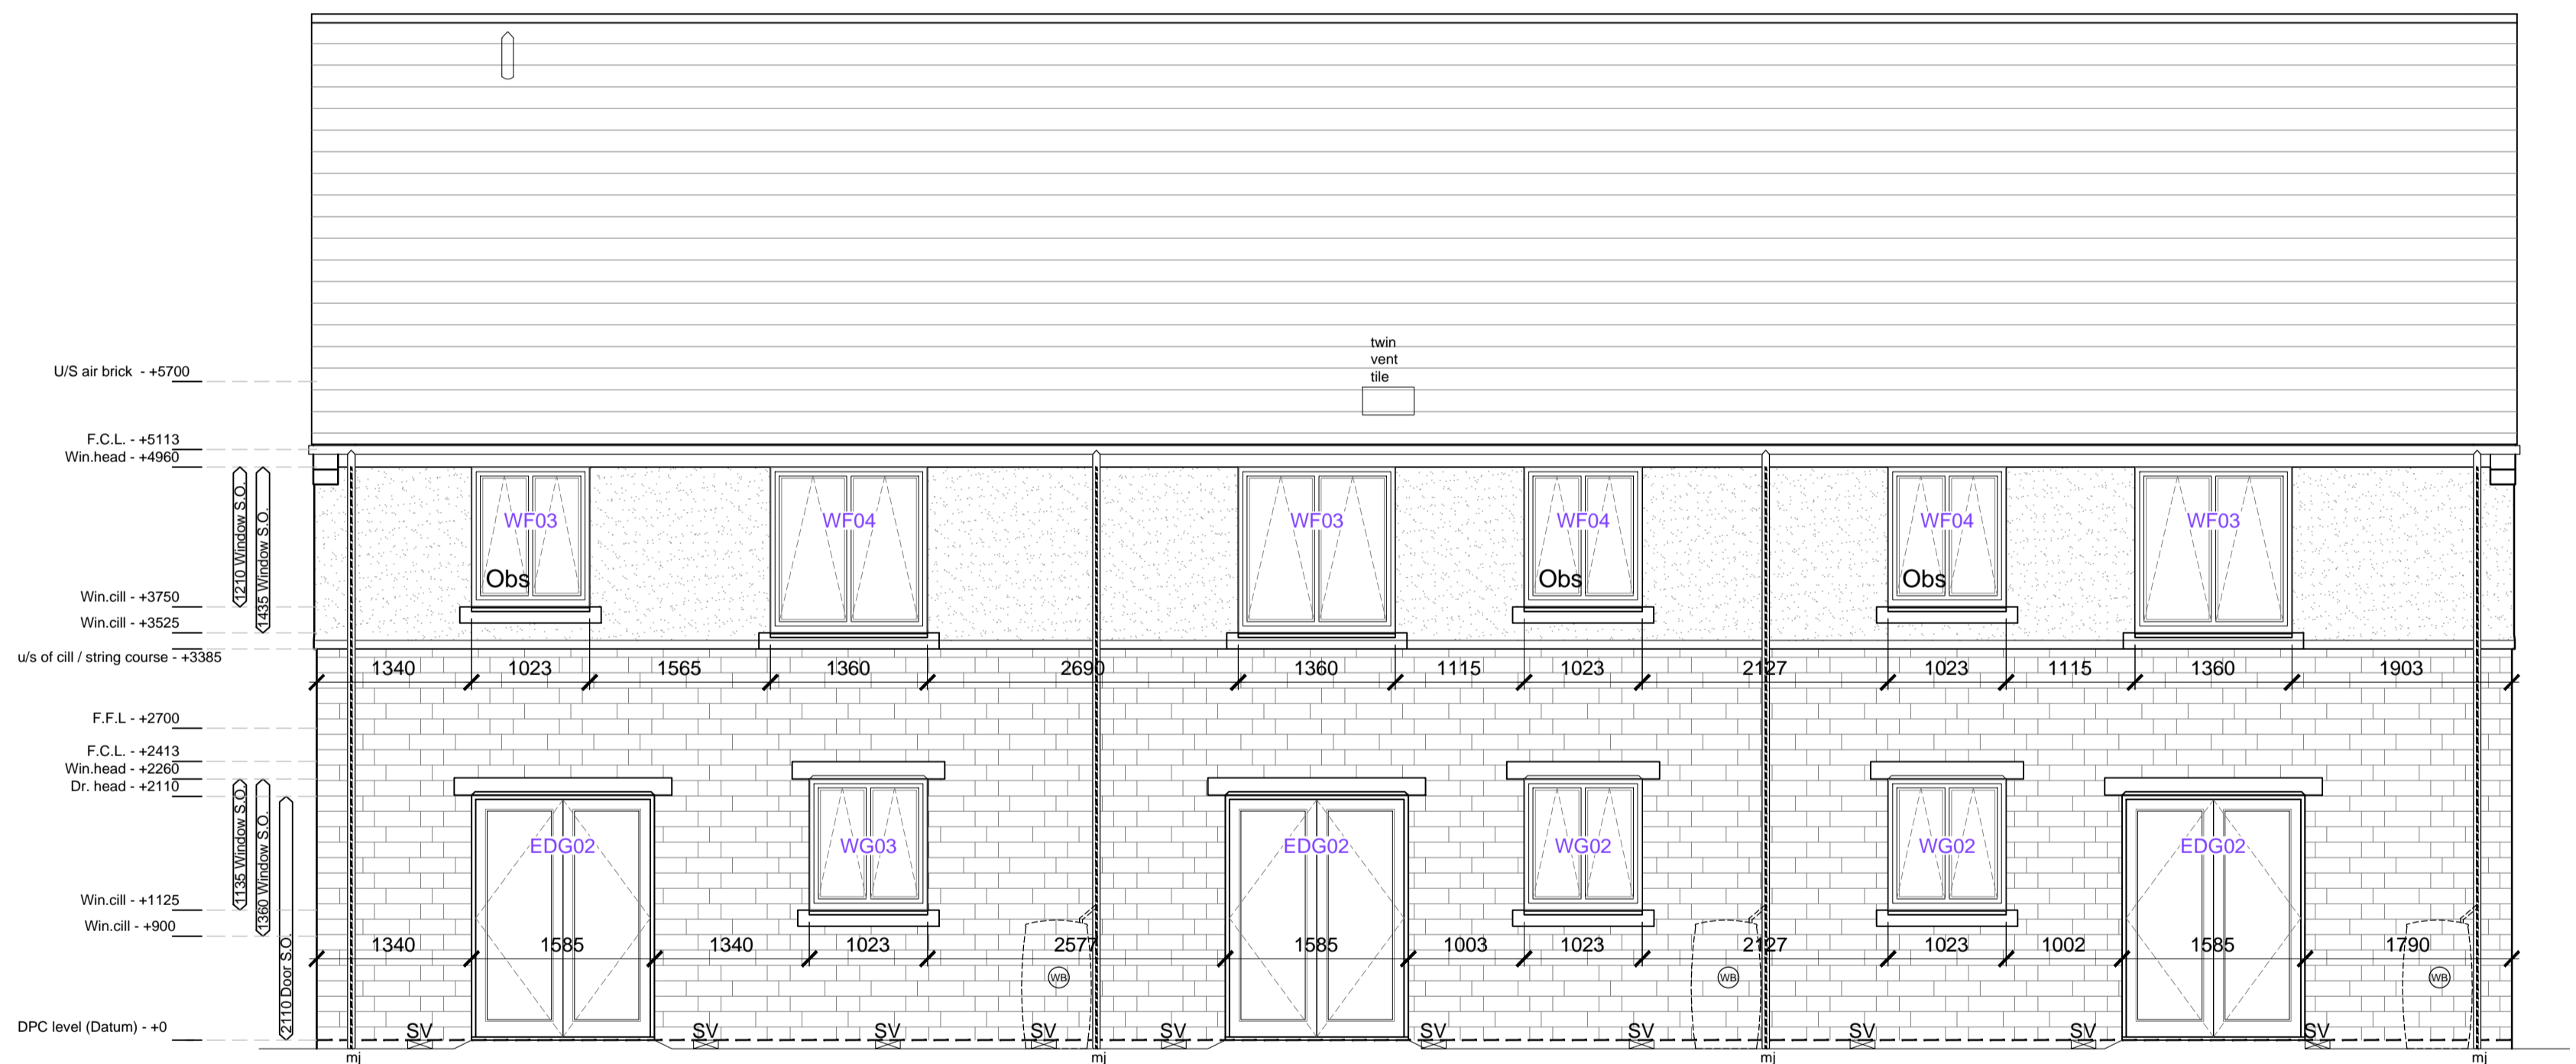 twin
vent
tile
U/S air brick - +5700
F.C.L. - +5113
Win.head - +4960
1210 Window S.O.
1435 Window S.O.
WF03 WF04 WF03 WF04 WF04 WF03
Obs Obs Obs
Win.cill - +3750
Win.cill - +3525
u/s of cill / string course - +3385
1340 1023 1565 1360 2690 1360 1115 1023 2127 1023 1115 1360 1903
F.F.L - +2700
F.C.L. - +2413
Win.head - +2260
Dr. head - +2110
1135 Window S.O.
1360 Window S.O.
2110 Door S.O.
EDG02 WG03 EDG02 WG02 WG02 EDG02
Win.cill - +1125
Win.cill - +900
1340 1585 1340 1023 2577 1585 1003 1023 2127 1023 1002 1585 1790
WB WB WB
DPC level (Datum) - +0
SV SV SV SV SV SV SV SV SV SV
mj mj mj mj